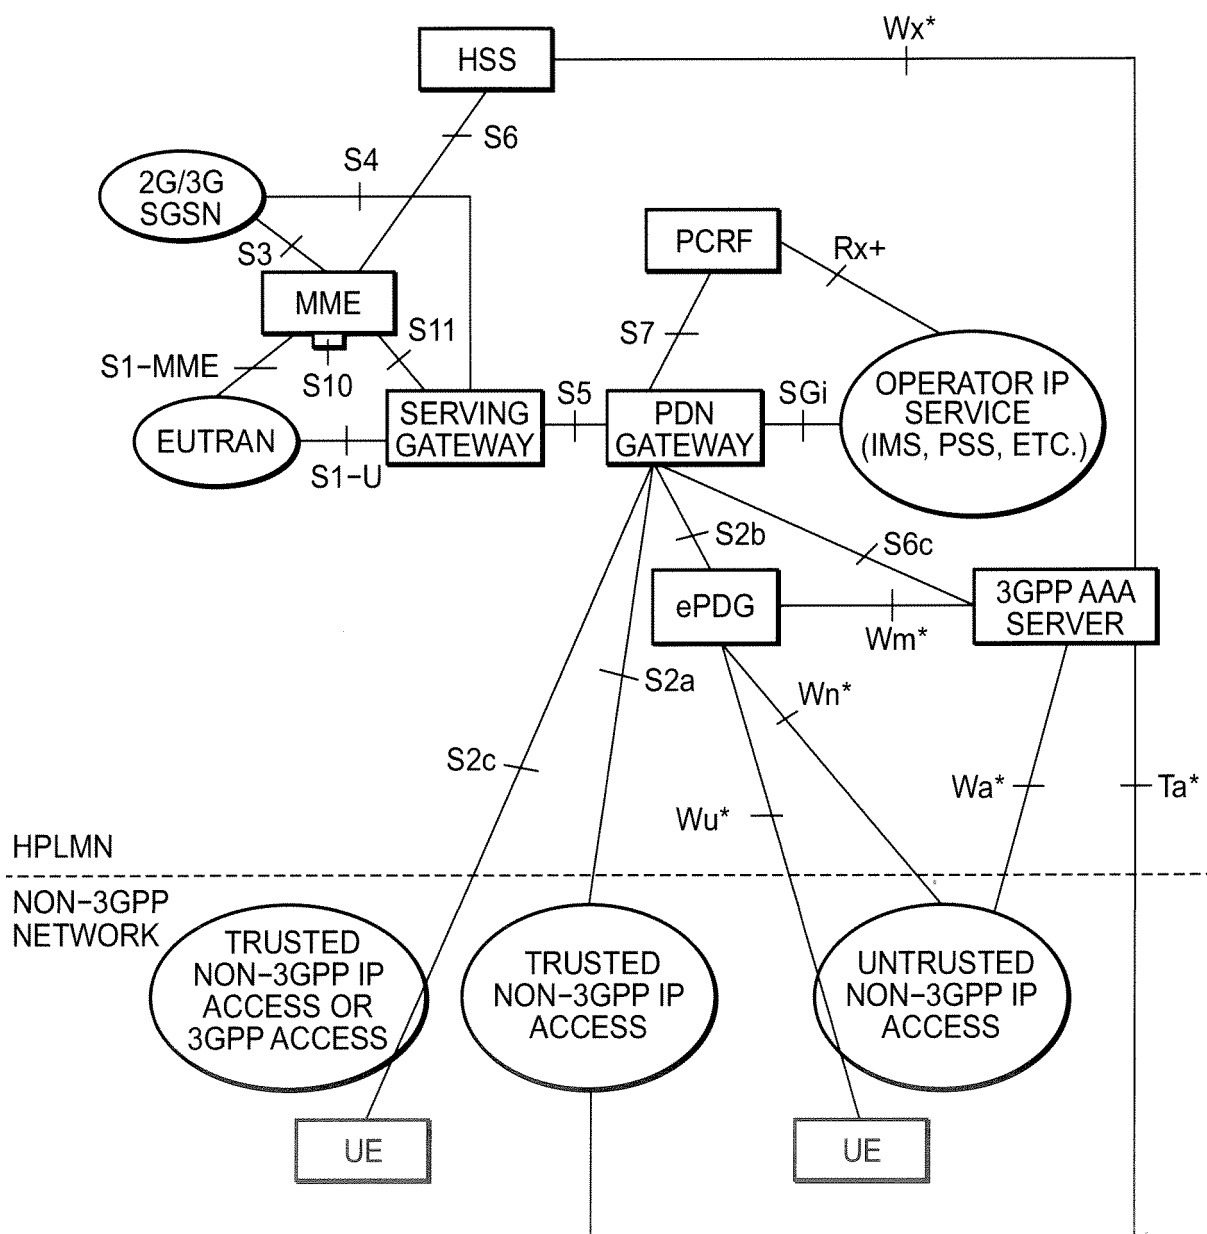 Wx*
HSS
S6
S4
2G/3G
SGSN
S3
PCRF
Rx+
MME
S11
S7
S1-MME
S10
S5
SGi
OPERATOR IP
SERVICE
(IMS, PSS, ETC.)
SERVING
GATEWAY
PDN
GATEWAY
EUTRAN
S1-U
S2b
S6c
ePDG
3GPP AAA
SERVER
Wm*
S2a
Wn*
S2c
Wa*
Ta*
Wu*
HPLMN
NON-3GPP
NETWORK
TRUSTED
NON-3GPP IP
ACCESS OR
3GPP ACCESS
TRUSTED
NON-3GPP IP
ACCESS
UNTRUSTED
NON-3GPP IP
ACCESS
UE
UE